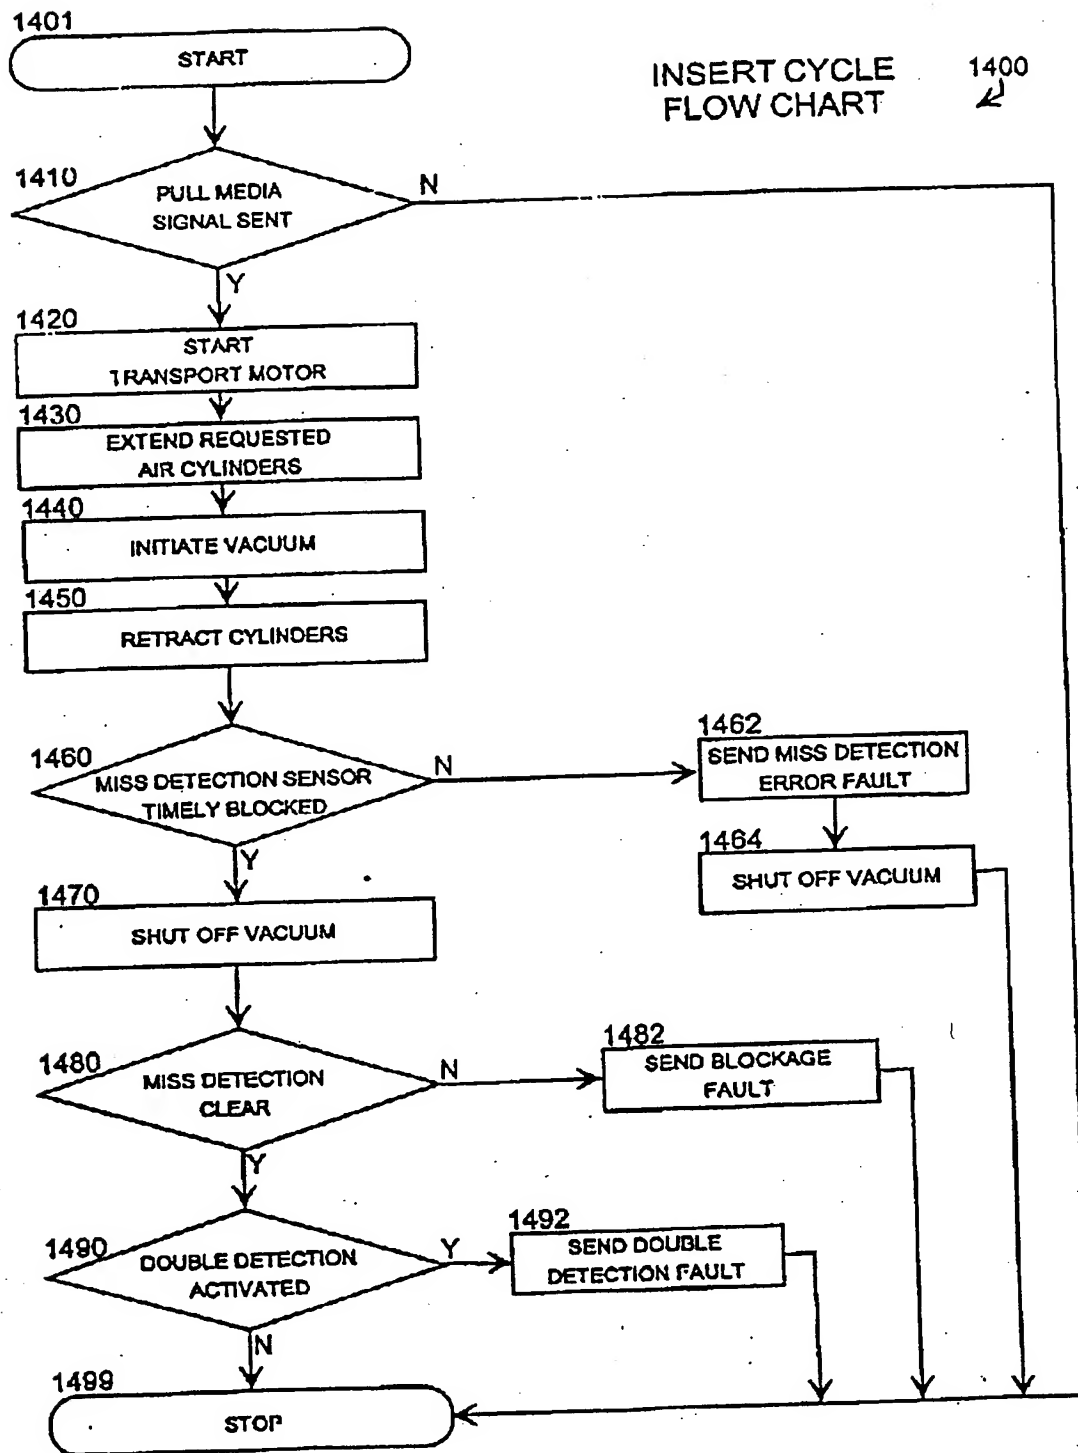 1401
START
INSERT CYCLE
FLOW CHART
1400
1410
PULL MEDIA
SIGNAL SENT
N
Y
1420
START
TRANSPORT MOTOR
1430
EXTEND REQUESTED
AIR CYLINDERS
1440
INITIATE VACUUM
1450
RETRACT CYLINDERS
1460
MISS DETECTION SENSOR
TIMELY BLOCKED
N
Y
1462
SEND MISS DETECTION
ERROR FAULT
1464
SHUT OFF VACUUM
1470
SHUT OFF VACUUM
1480
MISS DETECTION
CLEAR
N
Y
1482
SEND BLOCKAGE
FAULT
1490
DOUBLE DETECTION
ACTIVATED
Y
N
1492
SEND DOUBLE
DETECTION FAULT
1499
STOP